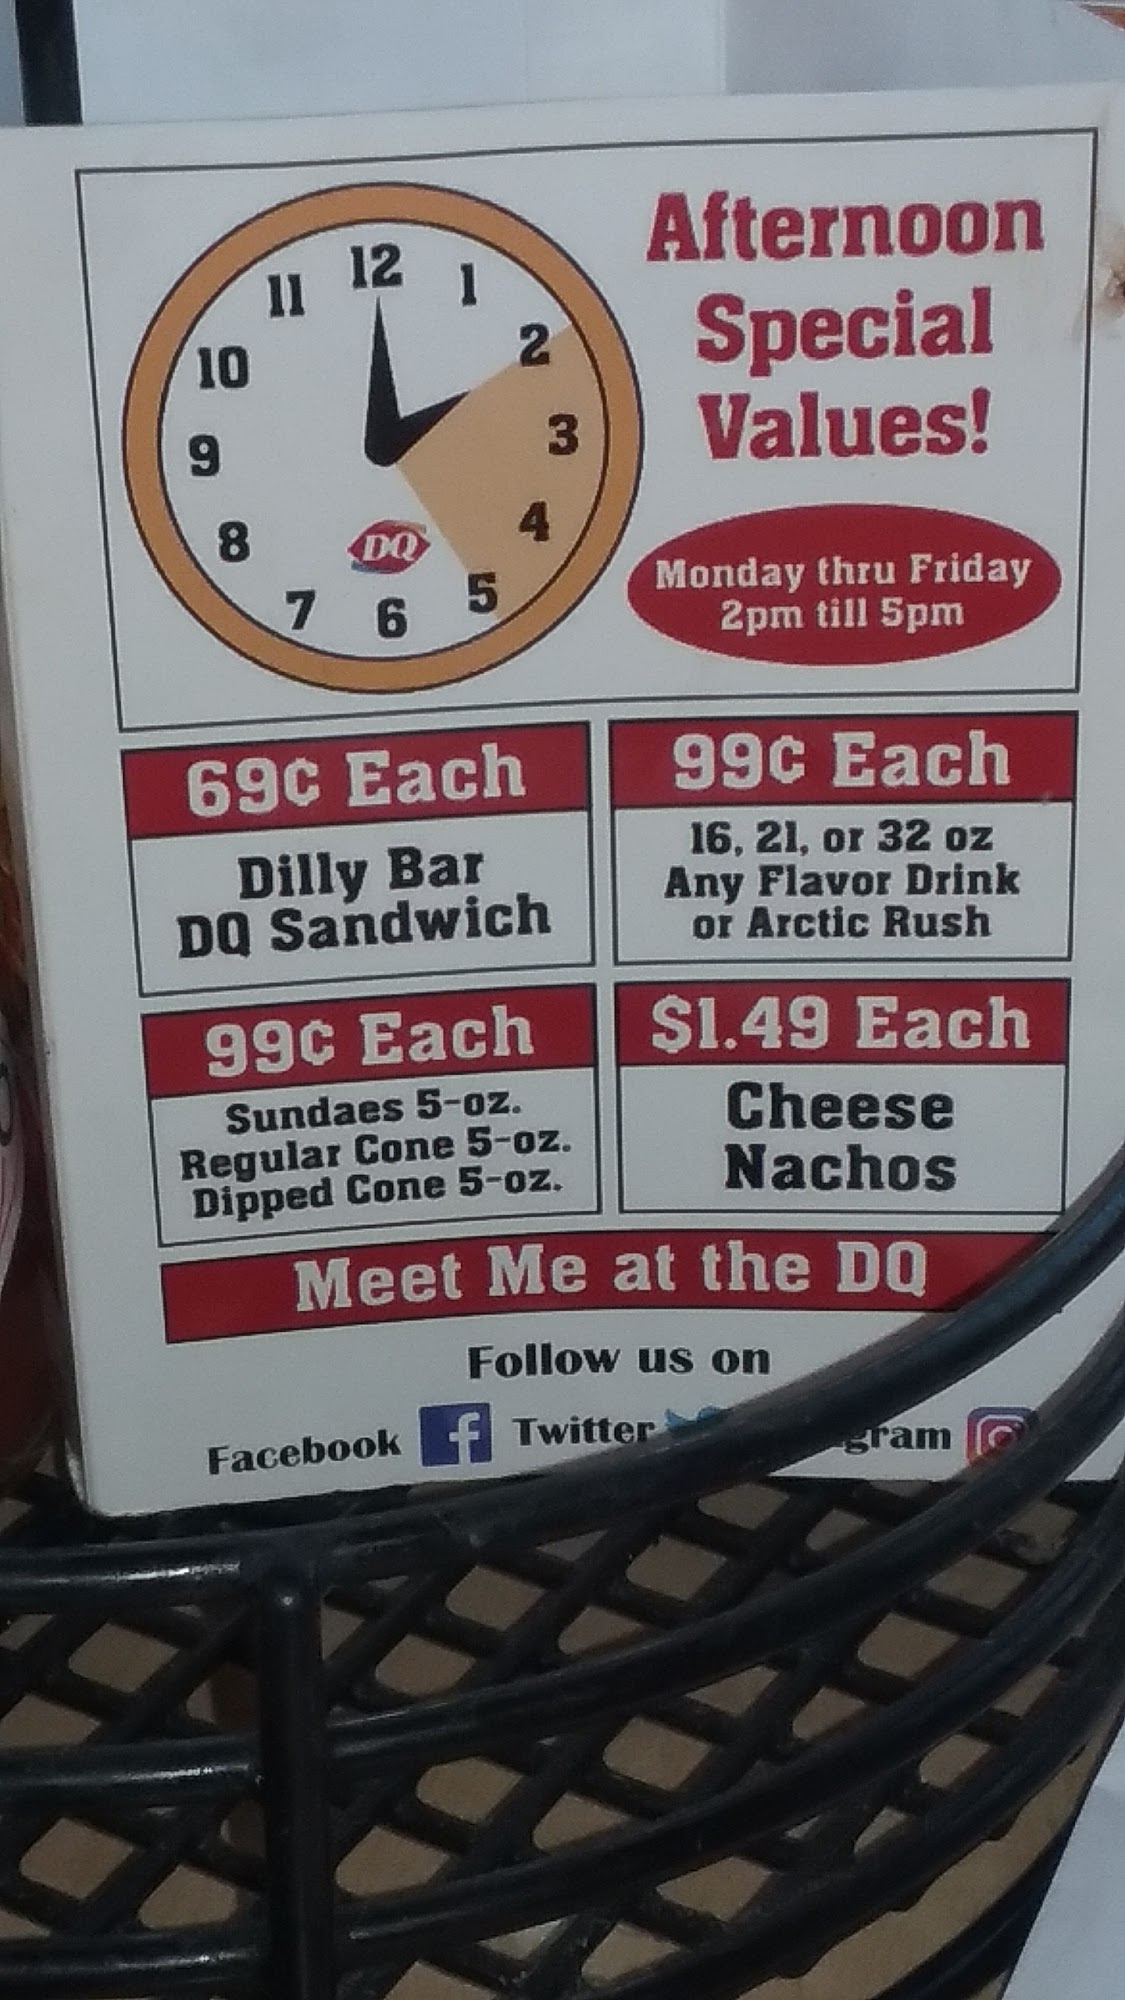 12
11
1
10
2
9
3
8
4
7
6
5
DQ
Afternoon
Special
Values!
Monday thru Friday
2pm till 5pm
69¢ Each
Dilly Bar
DQ Sandwich
99¢ Each
16, 21, or 32 oz
Any Flavor Drink
or Arctic Rush
99¢ Each
Sundaes 5-oz.
Regular Cone 5-oz.
Dipped Cone 5-oz.
$1.49 Each
Cheese
Nachos
Meet Me at the DQ
Follow us on
Facebook f Twitter gram